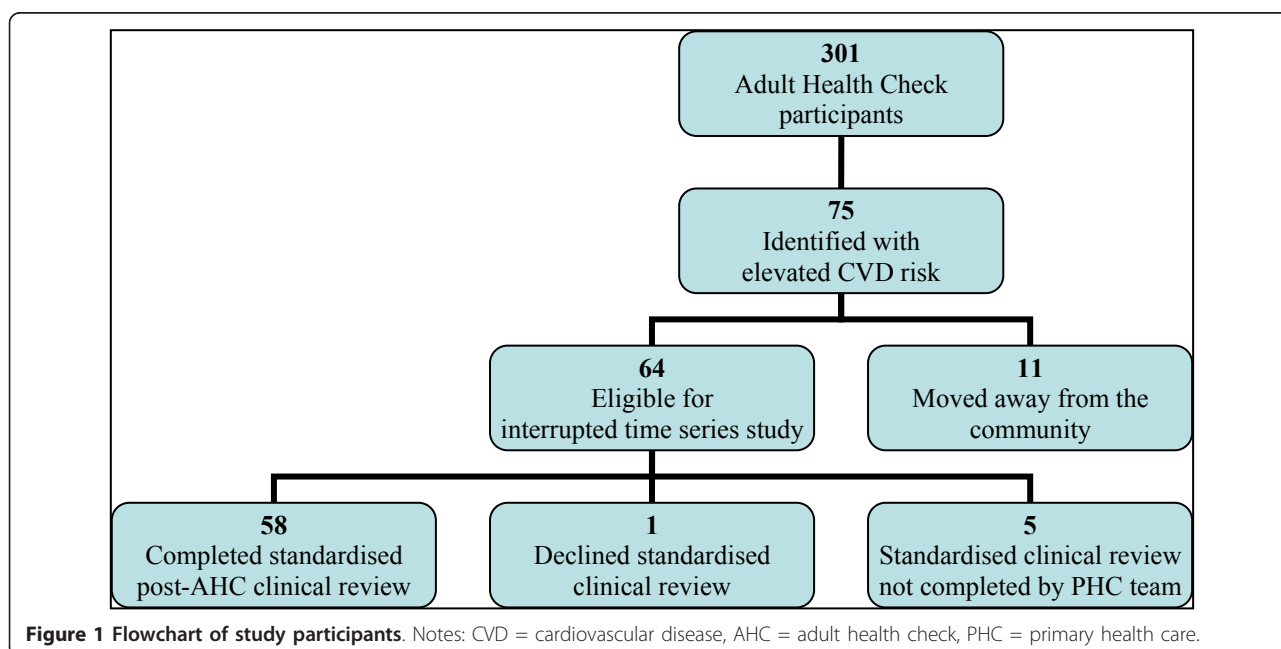 301
Adult Health Check
participants
75
Identified with
elevated CVD risk
64
Eligible for
interrupted time series study
11
Moved away from the
community
58
Completed standardised
post-AHC clinical review
1
Declined standardised
clinical review
5
Standardised clinical review
not completed by PHC team
Figure 1 Flowchart of study participants. Notes: CVD = cardiovascular disease, AHC = adult health check, PHC = primary health care.